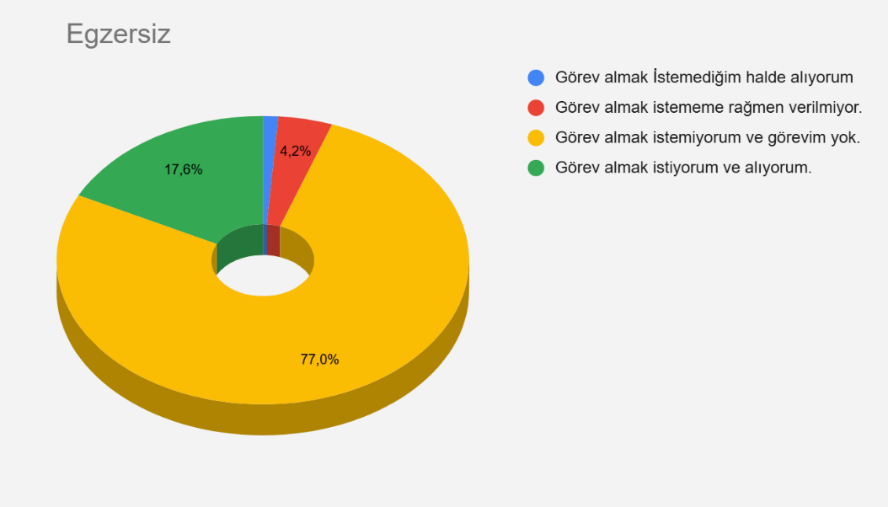 Egzersiz
Görev almak İstemediğim halde alıyorum
Görev almak istememe rağmen verilmiyor.
Görev almak istemiyorum ve görevim yok.
Görev almak istiyorum ve alıyorum.
4,2%
17,6%
77,0%